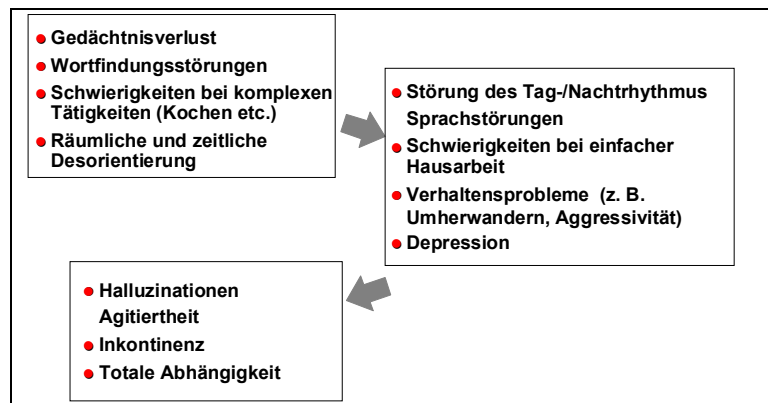 ● Gedächtnisverlust
● Wortfindungsstörungen
● Schwierigkeiten bei komplexen
Tätigkeiten (Kochen etc.)
● Räumliche und zeitliche
Desorientierung
● Störung des Tag-/Nachtrhythmus
Sprachstörungen
● Schwierigkeiten bei einfacher
Hausarbeit
● Verhaltensprobleme (z. B.
Umherwandern, Aggressivität)
● Depression
● Halluzinationen
Agitiertheit
● Inkontinenz
● Totale Abhängigkeit